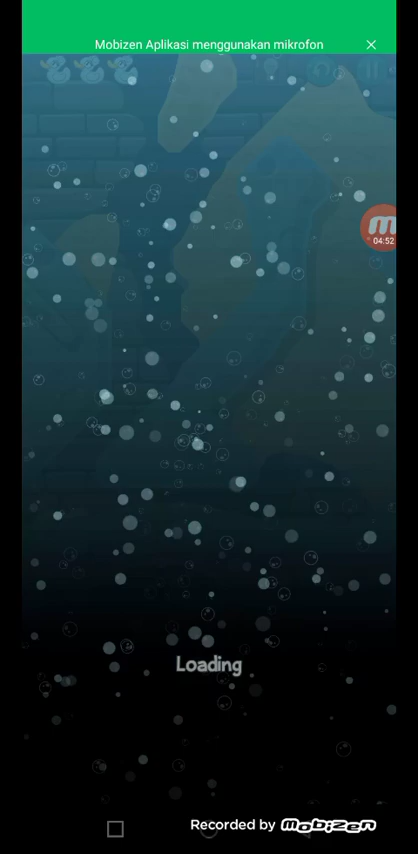 Mobizen Aplikasi menggunakan mikrofon
m
04:52
Loading
Recorded by mobizen